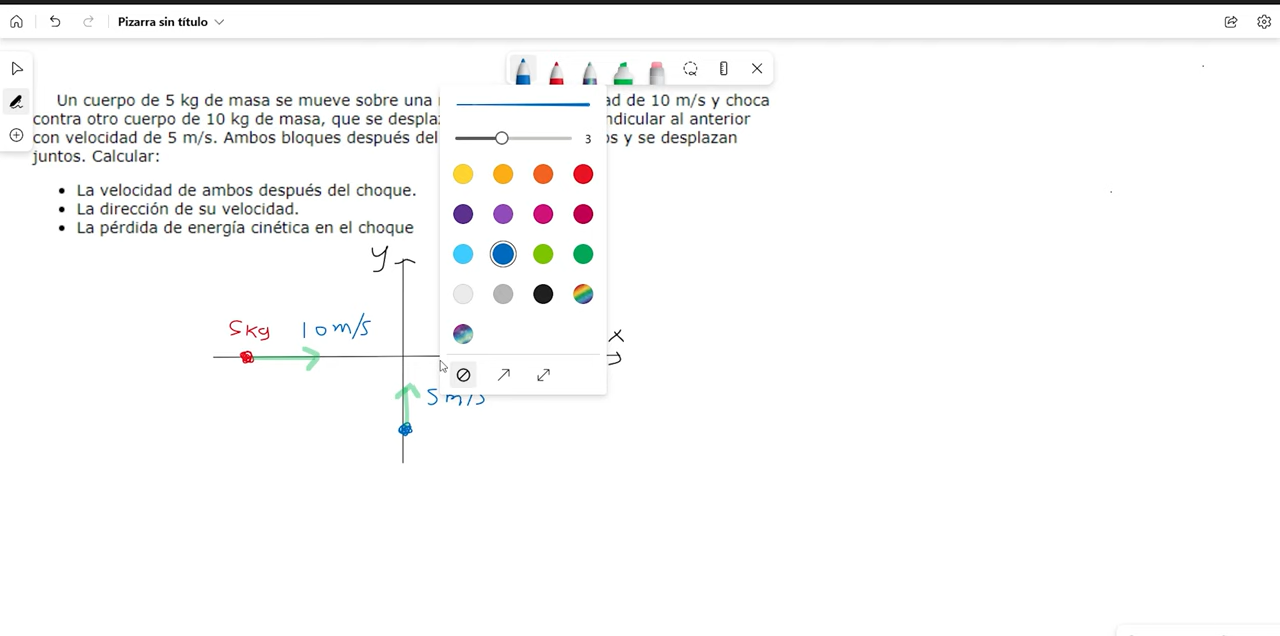 Pizarra sin título
Un cuerpo de 5 kg de masa se mueve sobre una ad de 10 m/s y choca
contra otro cuerpo de 10 kg de masa, que se despla ndicular al anterior
con velocidad de 5 m/s. Ambos bloques después del os y se desplazan
juntos. Calcular:
3
• La velocidad de ambos después del choque.
• La dirección de su velocidad.
• La pérdida de energía cinética en el choque
y
5kg 10m/s
x
5m/s